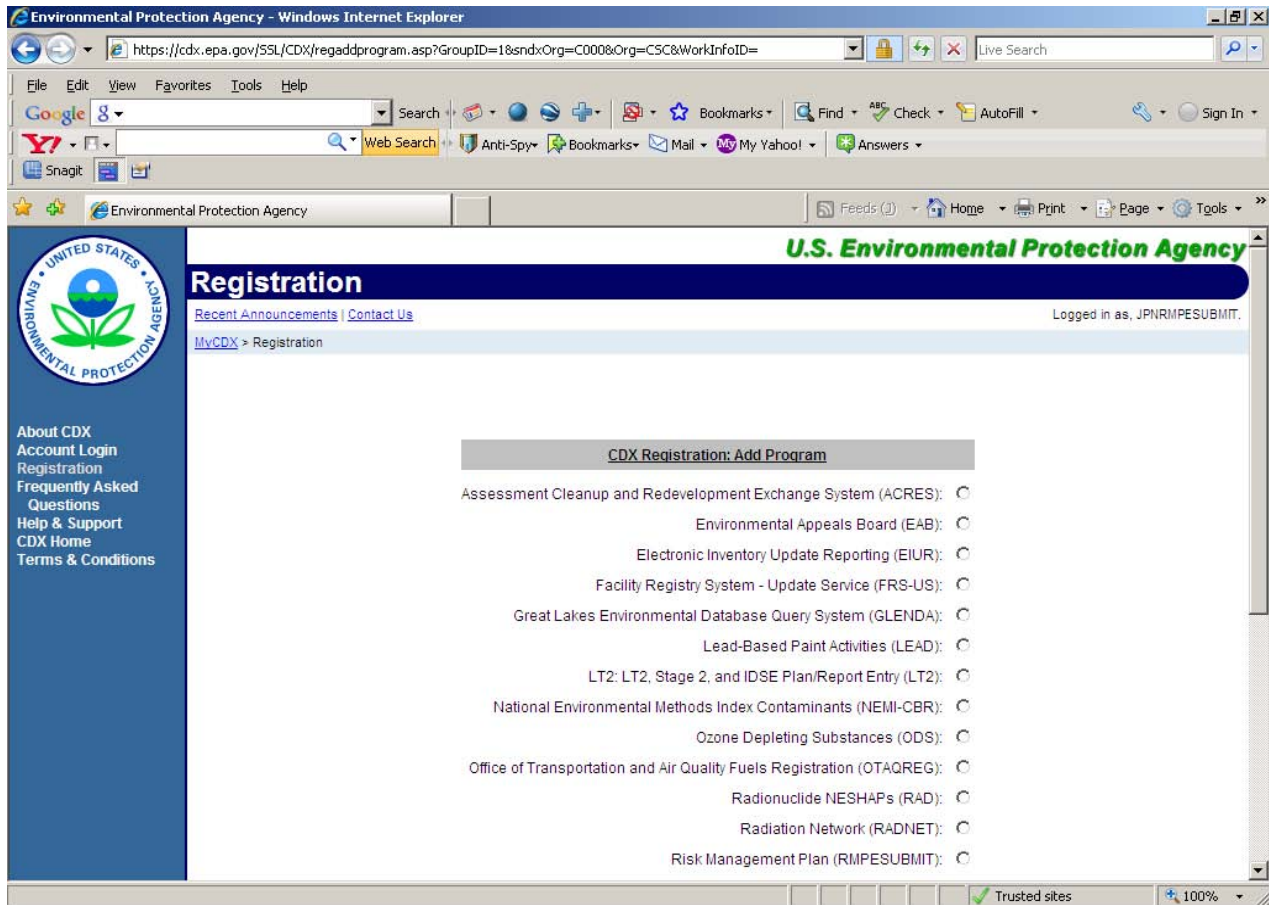 Environmental Protection Agency - Windows Internet Explorer
https://cdx.epa.gov/SSL/CDX/regaddprogram.asp?GroupID=1&sndxOrg=C000&Org=CSC&WorkInfoID=
Live Search
File Edit View Favorites Tools Help
Google Search Bookmarks Find Check AutoFill Sign In
Y! Web Search Anti-Spy Bookmarks Mail My Yahoo! Answers
Snagit
Environmental Protection Agency Feeds (J) Home Print Page Tools »
UNITED STATES ENVIRONMENTAL PROTECTION AGENCY
U.S. Environmental Protection Agency
Registration
Recent Announcements | Contact Us
Logged in as, JPNRMPESUBMIT.
MyCDX > Registration
About CDX
Account Login
Registration
Frequently Asked
Questions
Help & Support
CDX Home
Terms & Conditions
CDX Registration: Add Program
Assessment Cleanup and Redevelopment Exchange System (ACRES):
Environmental Appeals Board (EAB):
Electronic Inventory Update Reporting (EIUR):
Facility Registry System - Update Service (FRS-US):
Great Lakes Environmental Database Query System (GLENDA):
Lead-Based Paint Activities (LEAD):
LT2: LT2, Stage 2, and IDSE Plan/Report Entry (LT2):
National Environmental Methods Index Contaminants (NEMI-CBR):
Ozone Depleting Substances (ODS):
Office of Transportation and Air Quality Fuels Registration (OTAQREG):
Radionuclide NESHAPs (RAD):
Radiation Network (RADNET):
Risk Management Plan (RMPESUBMIT):
Trusted sites 100%